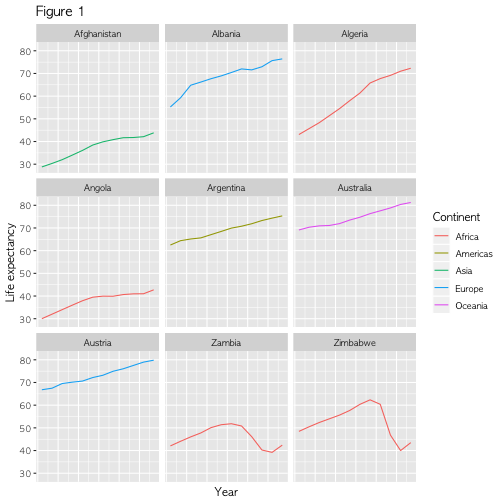 Figure 1
Afghanistan
Albania
Algeria
80
70
60
50
40
30
Angola
Argentina
Australia
80
70
60
50
40
30
Austria
Zambia
Zimbabwe
80
70
60
50
40
30
Life expectancy
Year
Continent
Africa
Americas
Asia
Europe
Oceania